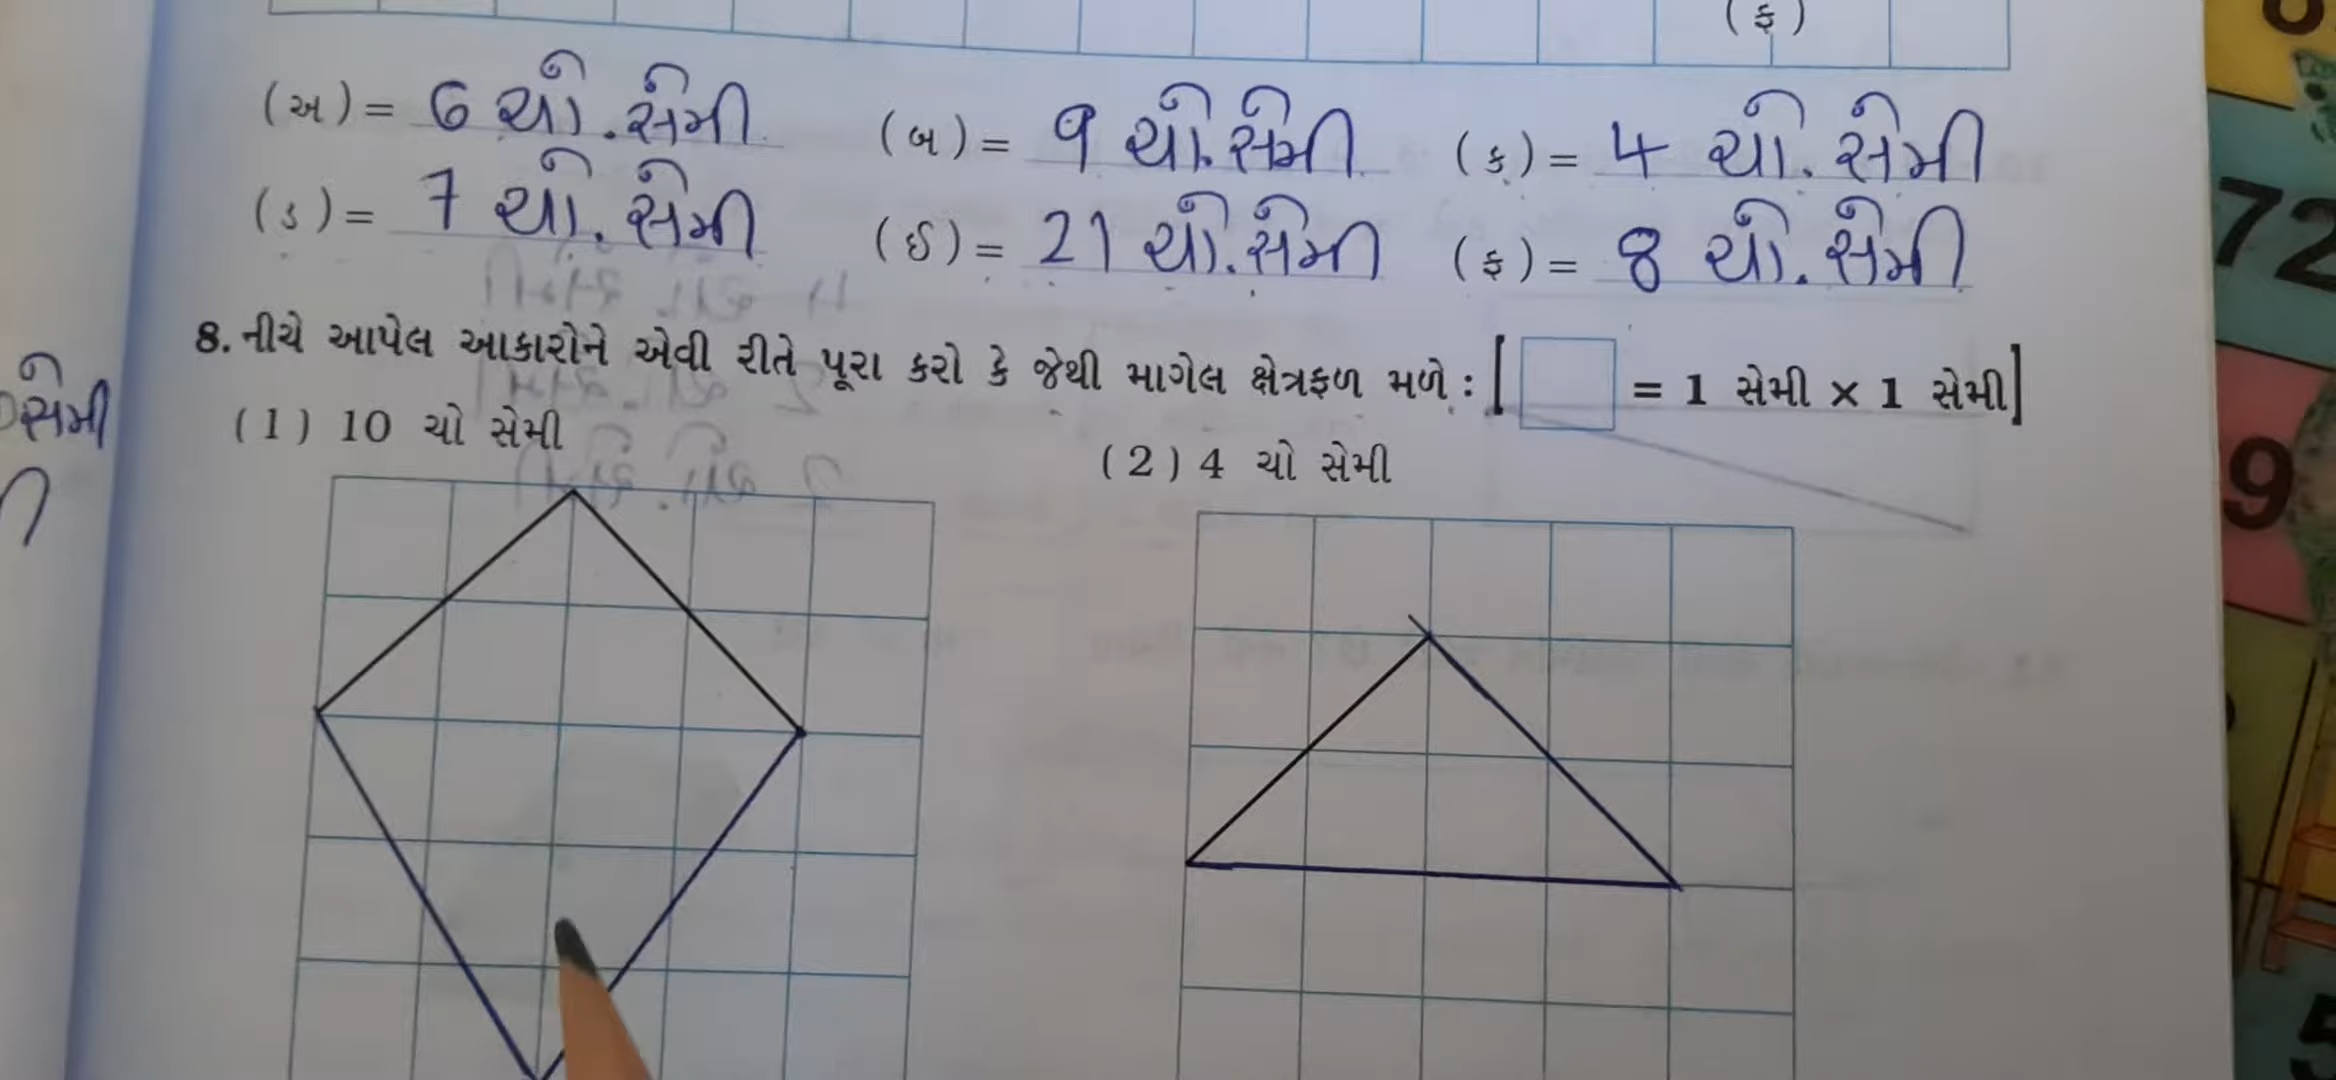 (ફ)
(અ) = 6 ચો. સેમી (બ) = 9 ચો. સેમી (ક) = 4 ચો. સેમી
(ડ) = 7 ચો. સેમી (ઈ) = 21 ચો. સેમી (ફ) = 8 ચો. સેમી
8. નીચે આપેલ આકારોને એવી રીતે પૂરા કરો કે જેથી માગેલ ક્ષેત્રફળ મળે : [ = 1 સેમી × 1 સેમી]
સેમી
(1) 10 ચો સેમી (2) 4 ચો સેમી
72
9
5